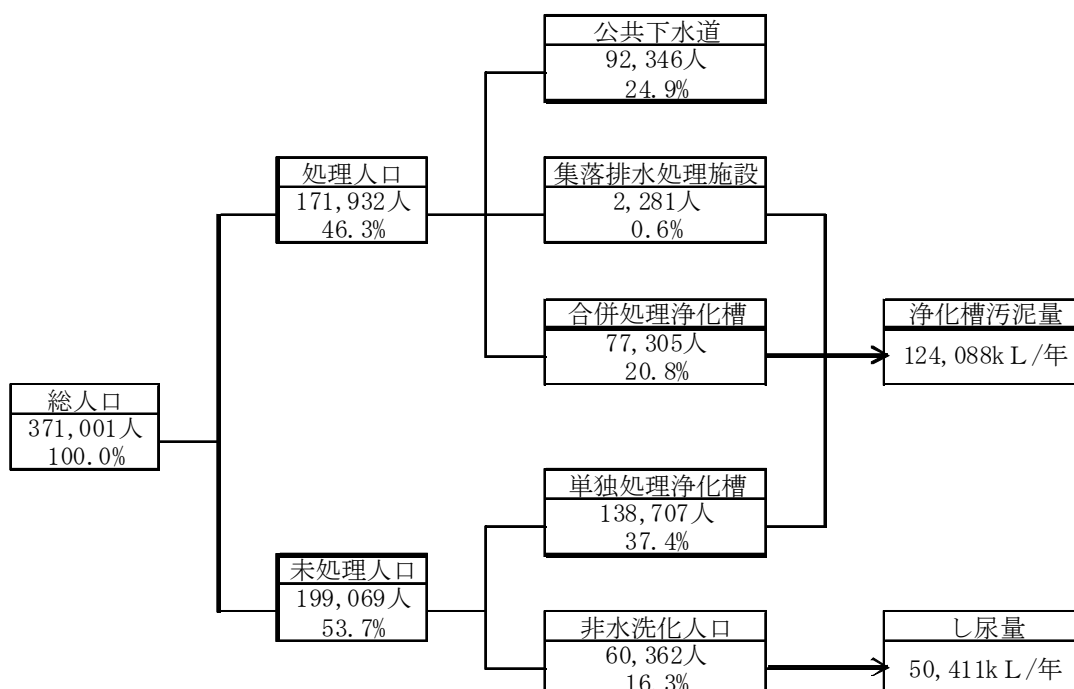 公共下水道
92,346人
24.9%
処理人口
171,932人
46.3%
集落排水処理施設
2,281人
0.6%
合併処理浄化槽
77,305人
20.8%
浄化槽汚泥量
124,088kL/年
総人口
371,001人
100.0%
単独処理浄化槽
138,707人
37.4%
未処理人口
199,069人
53.7%
非水洗化人口
60,362人
16.3%
し尿量
50,411kL/年